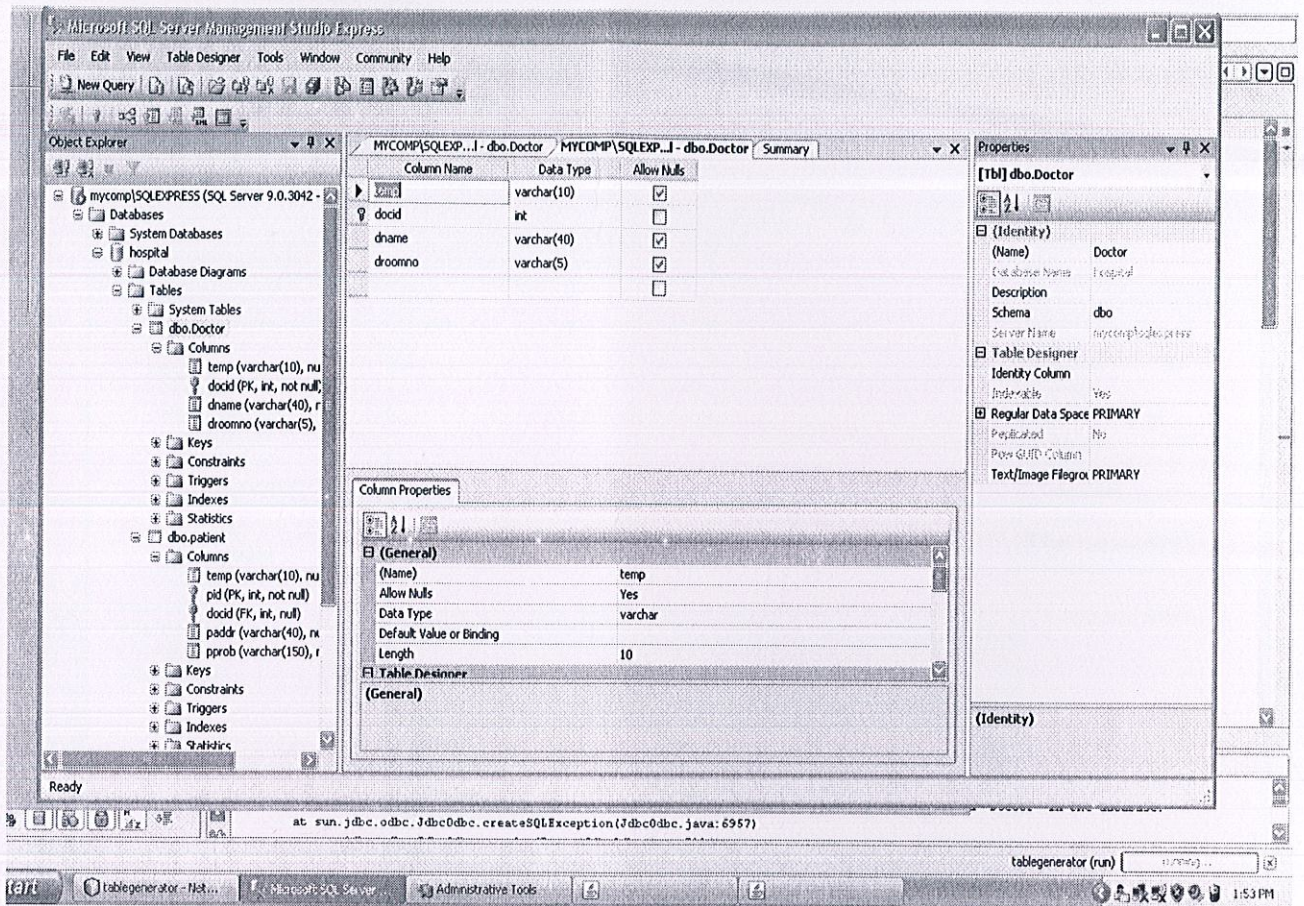 Microsoft SQL Server Management Studio Express
File Edit View Table Designer Tools Window Community Help
New Query
Object Explorer
MYCOMP\SQLEXP...l - dbo.Doctor MYCOMP\SQLEXP...l - dbo.Doctor Summary
Properties
Column Name Data Type Allow Nulls
[Tbl] dbo.Doctor
temp varchar(10)
docid int
dname varchar(40)
droomno varchar(5)
mycomp\SQLEXPRESS (SQL Server 9.0.3042 -
Databases
System Databases
hospital
Database Diagrams
Tables
System Tables
dbo.Doctor
Columns
temp (varchar(10), nu
docid (PK, int, not null)
dname (varchar(40), r
droomno (varchar(5),
Keys
Constraints
Triggers
Indexes
Statistics
dbo.patient
Columns
temp (varchar(10), nu
pid (PK, int, not null)
docid (FK, int, null)
paddr (varchar(40), nu
pprob (varchar(150), r
Keys
Constraints
Triggers
Indexes
Statistics
Column Properties
(General)
(Name) temp
Allow Nulls Yes
Data Type varchar
Default Value or Binding
Length 10
Table Designer
(General)
(Identity)
(Name) Doctor
Database Name hospital
Description
Schema dbo
Server Name mycomp\sqlexpress
Table Designer
Identity Column
Indexable Yes
Regular Data Space PRIMARY
Replicated No
Row GUID Column
Text/Image Filegrou PRIMARY
(Identity)
Ready
in the database.
at sun.jdbc.odbc.JdbcOdbc.createSQLException(JdbcOdbc.java:6957)
tablegenerator (run) running...
tart tablegenerator - Net... Microsoft SQL Server... Administrative Tools 1:53 PM